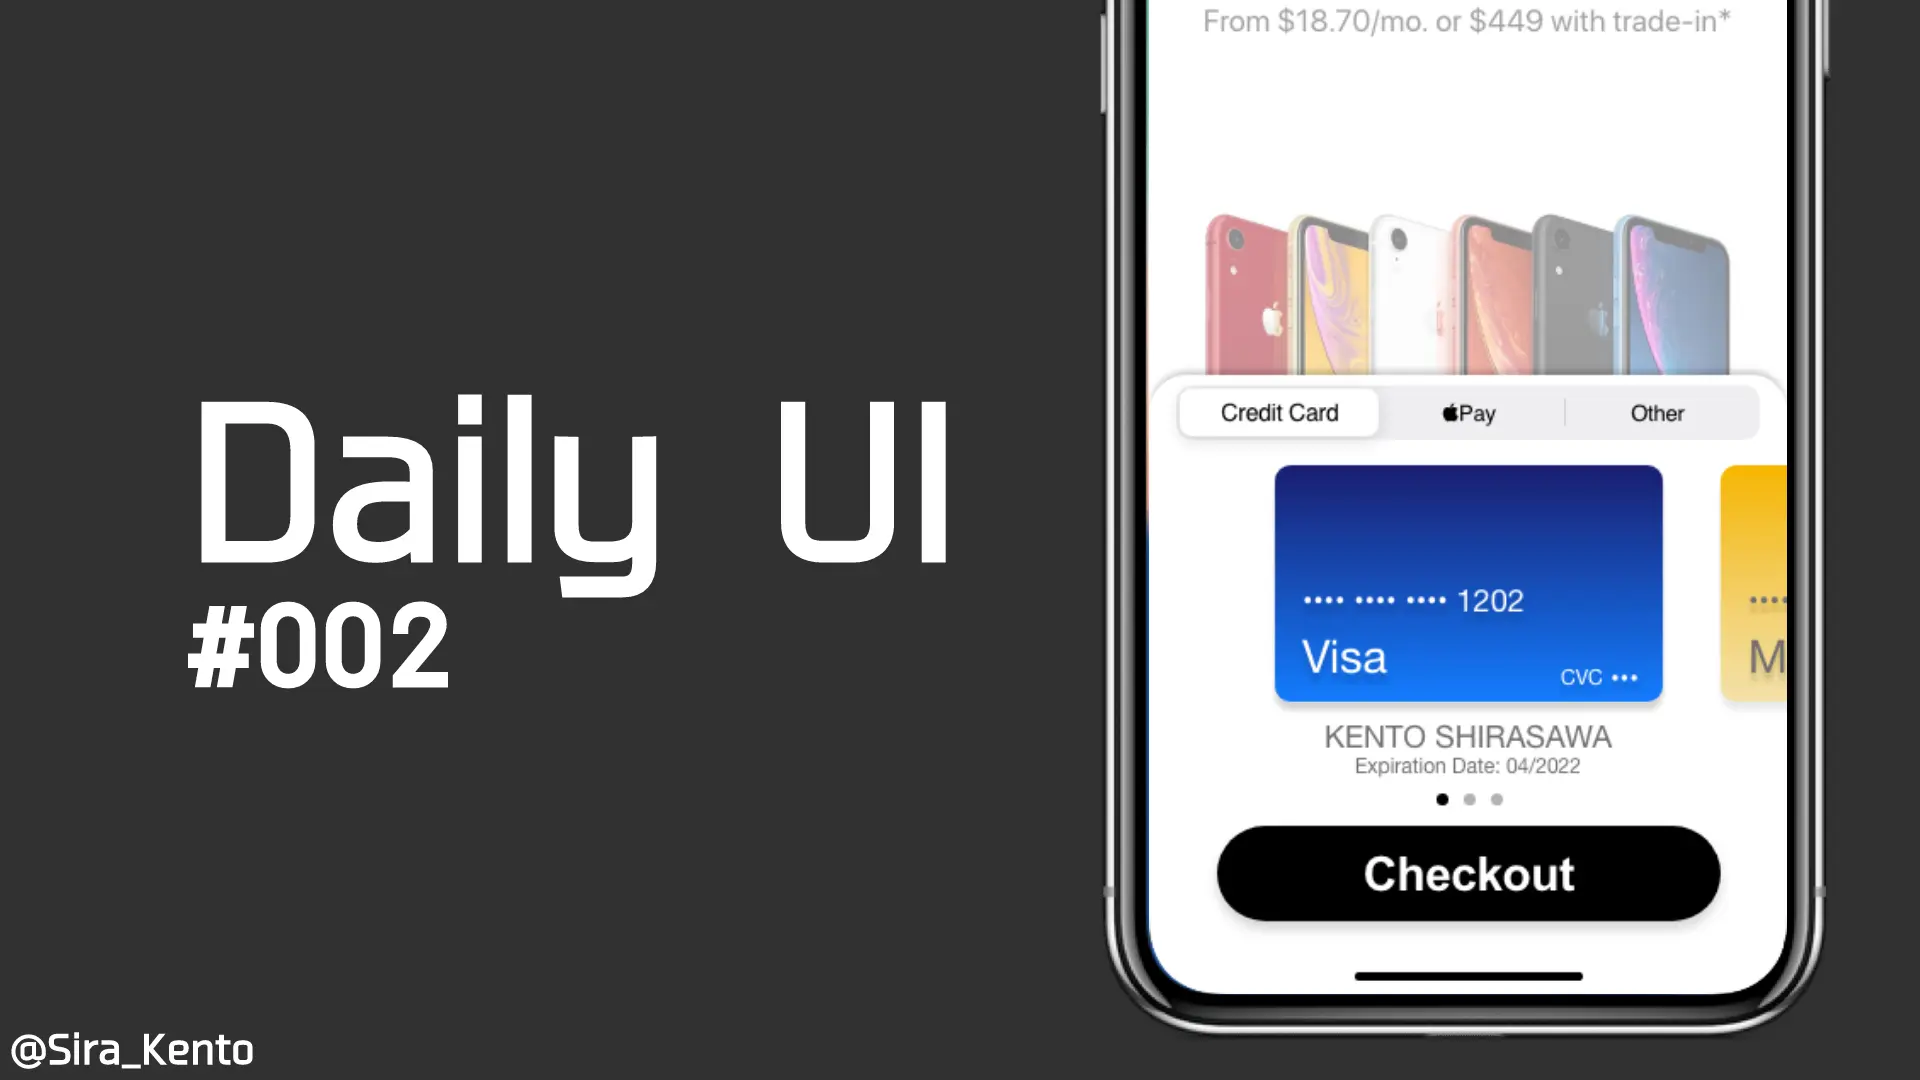 Daily UI
#002
@Sira_Kento
From $18.70/mo. or $449 with trade-in*
Credit Card
Pay
Other
•••• •••• •••• 1202
Visa
CVC •••
••••
M
KENTO SHIRASAWA
Expiration Date: 04/2022
Checkout